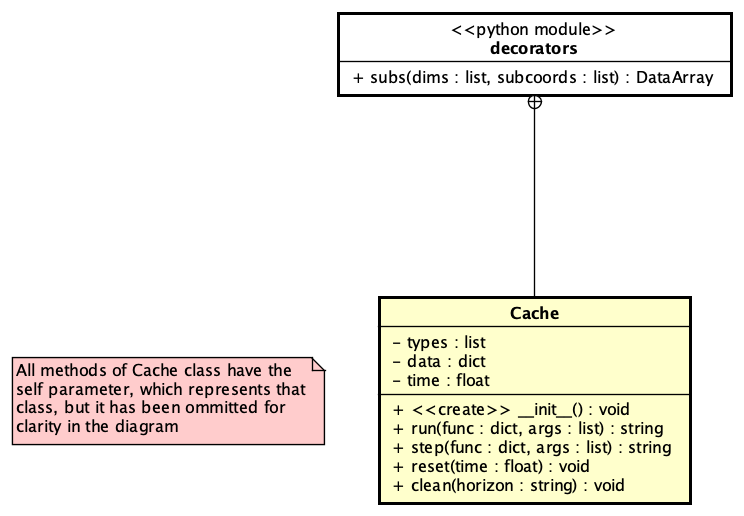 <<python module>>
decorators
+ subs(dims : list, subcoords : list) : DataArray
Cache
- types : list
- data : dict
- time : float
+ <<create>> __init__() : void
+ run(func : dict, args : list) : string
+ step(func : dict, args : list) : string
+ reset(time : float) : void
+ clean(horizon : string) : void
All methods of Cache class have the
self parameter, which represents that
class, but it has been ommitted for
clarity in the diagram